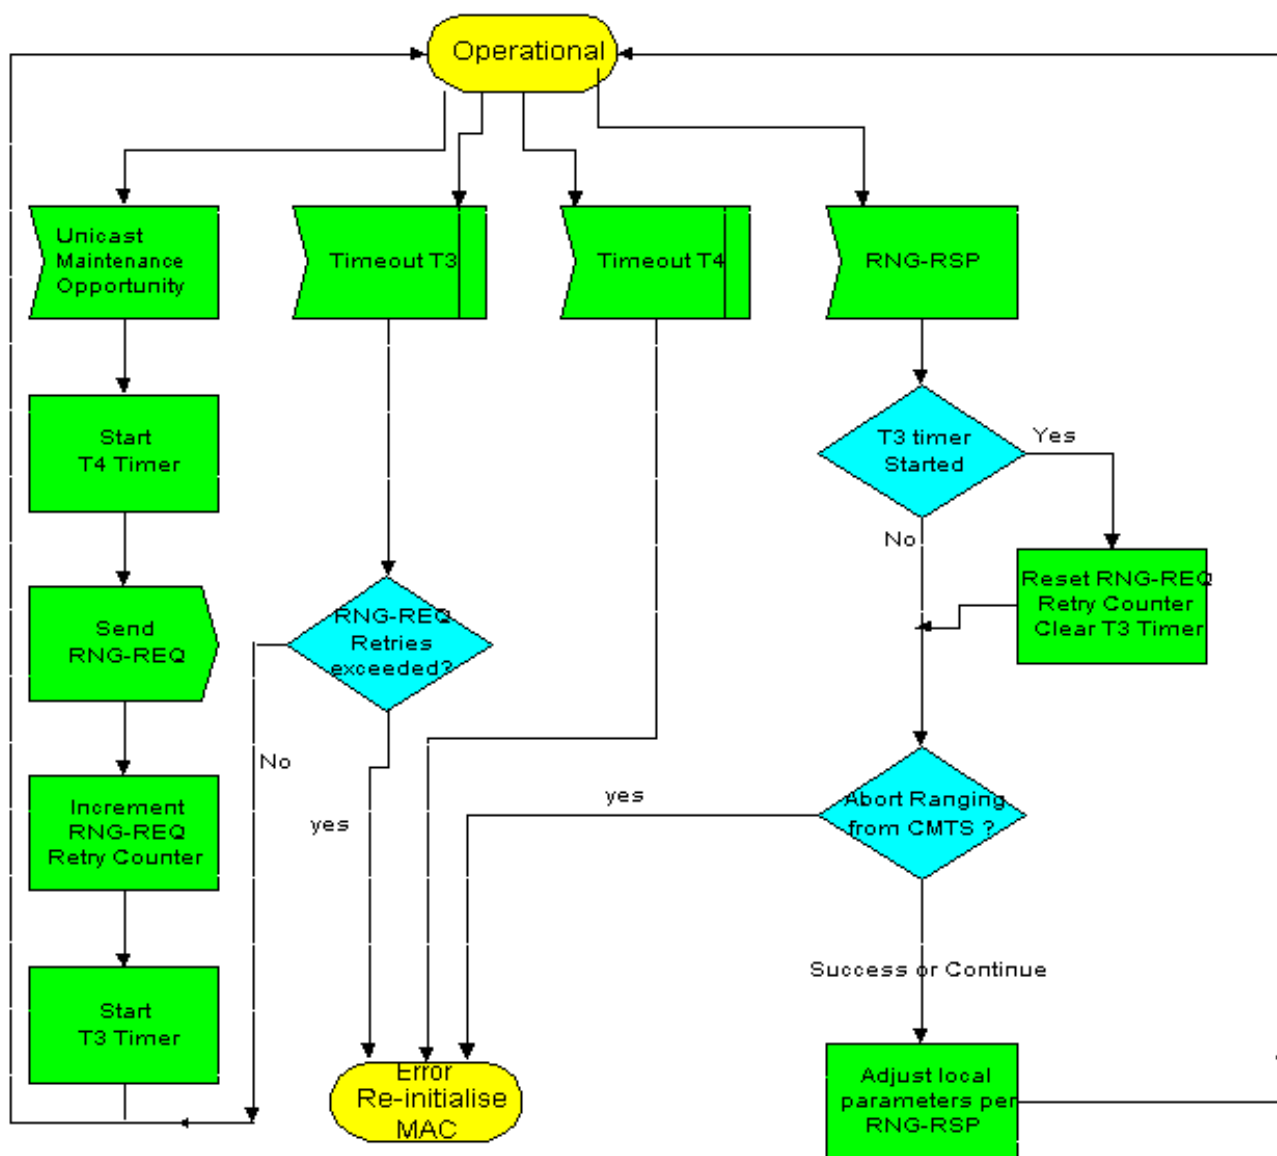 Operational
Unicast
Maintenance
Opportunity
Timeout T3
Timeout T4
RNG-RSP
Start
T4 Timer
T3 timer
Started
Yes
No
Send
RNG-REQ
RNG-REQ
Retries
exceeded?
Reset RNG-REQ
Retry Counter
Clear T3 Timer
No
Increment
RNG-REQ
Retry Counter
yes
yes
Abort Ranging
from CMTS ?
Success or Continue
Start
T3 Timer
Error
Re-initialise
MAC
Adjust local
parameters per
RNG-RSP